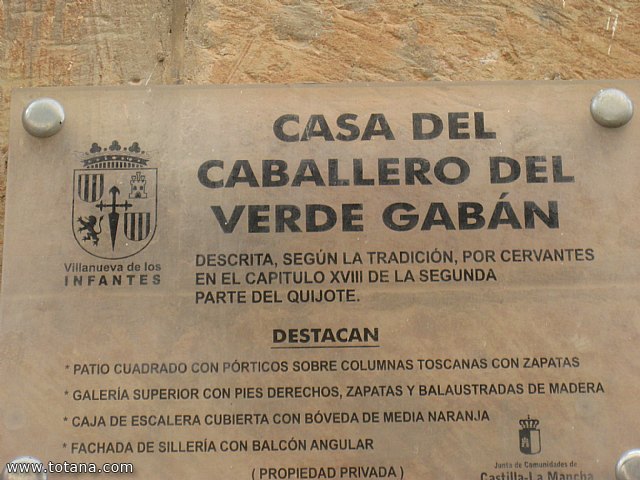 CASA DEL
CABALLERO DEL
VERDE GABÁN
Villanueva de los
INFANTES
DESCRITA, SEGÚN LA TRADICIÓN, POR CERVANTES
EN EL CAPITULO XVIII DE LA SEGUNDA
PARTE DEL QUIJOTE.
DESTACAN
* PATIO CUADRADO CON PÓRTICOS SOBRE COLUMNAS TOSCANAS CON ZAPATAS
* GALERÍA SUPERIOR CON PIES DERECHOS, ZAPATAS Y BALAUSTRADAS DE MADERA
* CAJA DE ESCALERA CUBIERTA CON BÓVEDA DE MEDIA NARANJA
* FACHADA DE SILLERÍA CON BALCÓN ANGULAR
( PROPIEDAD PRIVADA )
Junta de Comunidades de
Castilla-La Mancha
www.totana.com